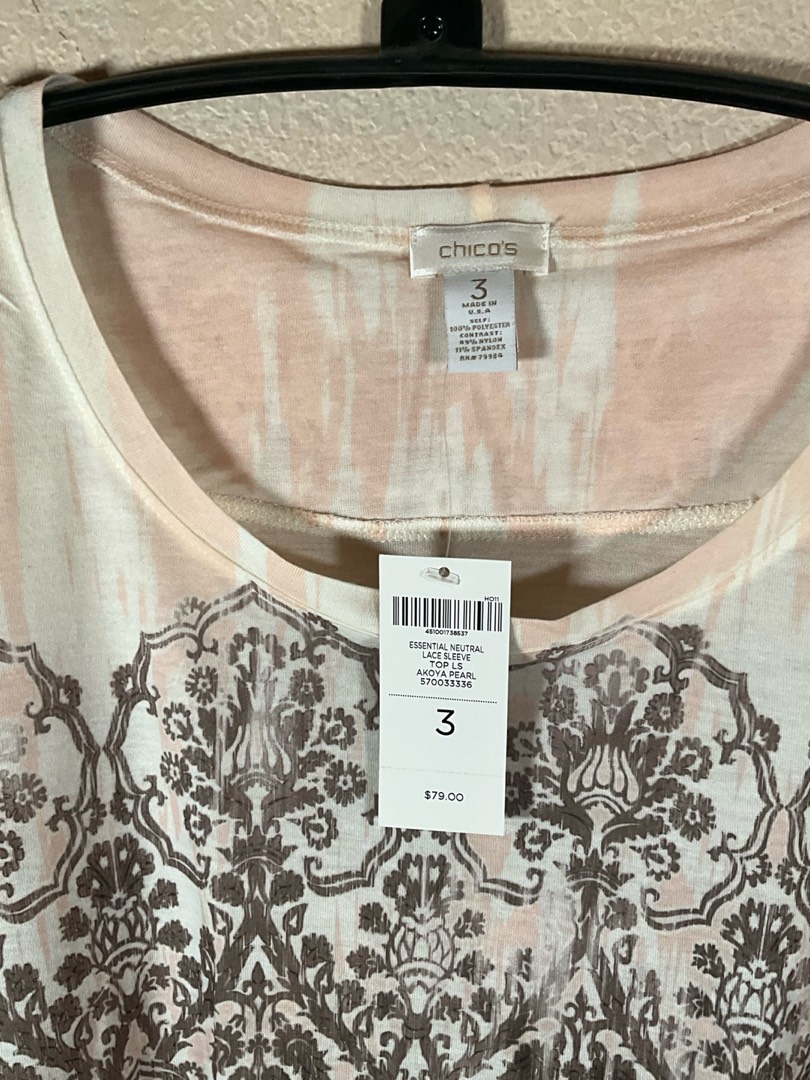 chico's
3
MADE IN
U.S.A
SELF:
100% POLYESTER
CONTRAST:
89% NYLON
11% SPANDEX
RN# 79984
H011
451001738537
ESSENTIAL NEUTRAL
LACE SLEEVE
TOP LS
AKOYA PEARL
570033336
3
$79.00